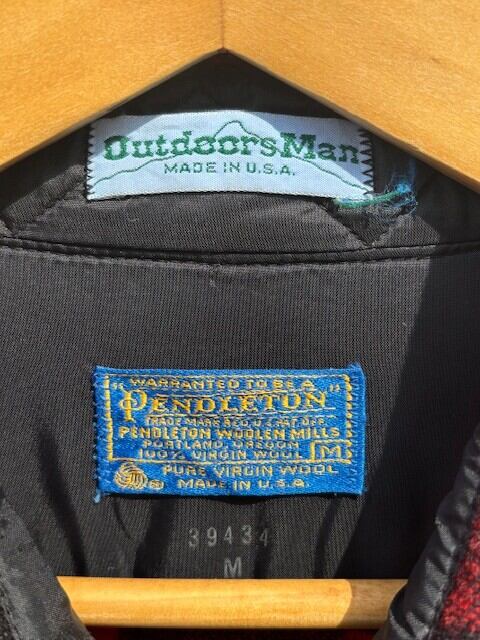 OutdoorsMan
MADE IN U.S.A.
"WARRANTED TO BE A
PENDLETON"
TRADE MARK REG. U.S. PAT. OFF.
PENDLETON WOOLEN MILLS
PORTLAND, OREGON
100% VIRGIN WOOL M
PURE VIRGIN WOOL
MADE IN U.S.A.
39434
M